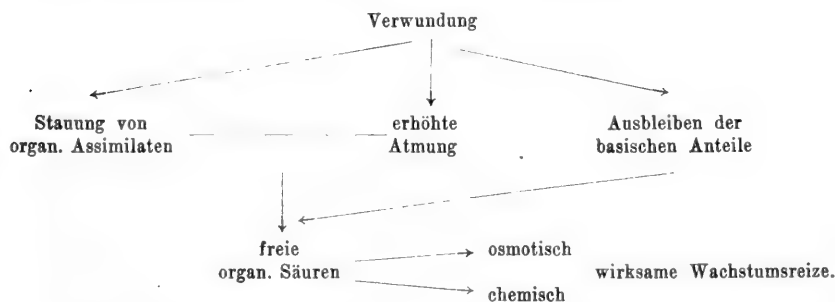 Verwundung
Stauung von
organ. Assimilaten
erhöhte
Atmung
Ausbleiben der
basischen Anteile
freie
organ. Säuren
osmotisch
chemisch
wirksame Wachstumsreize.